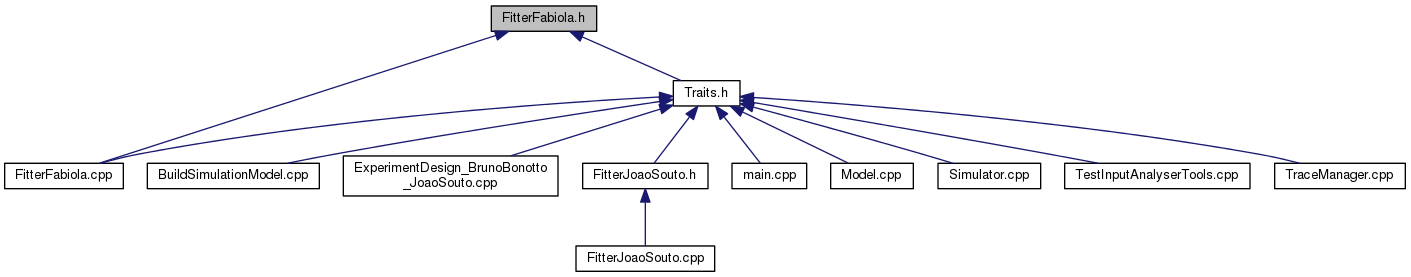 FitterFabiola.h
Traits.h
FitterFabiola.cpp
BuildSimulationModel.cpp
ExperimentDesign_BrunoBonotto
_JoaoSouto.cpp
FitterJoaoSouto.h
main.cpp
Model.cpp
Simulator.cpp
TestInputAnalyserTools.cpp
TraceManager.cpp
FitterJoaoSouto.cpp